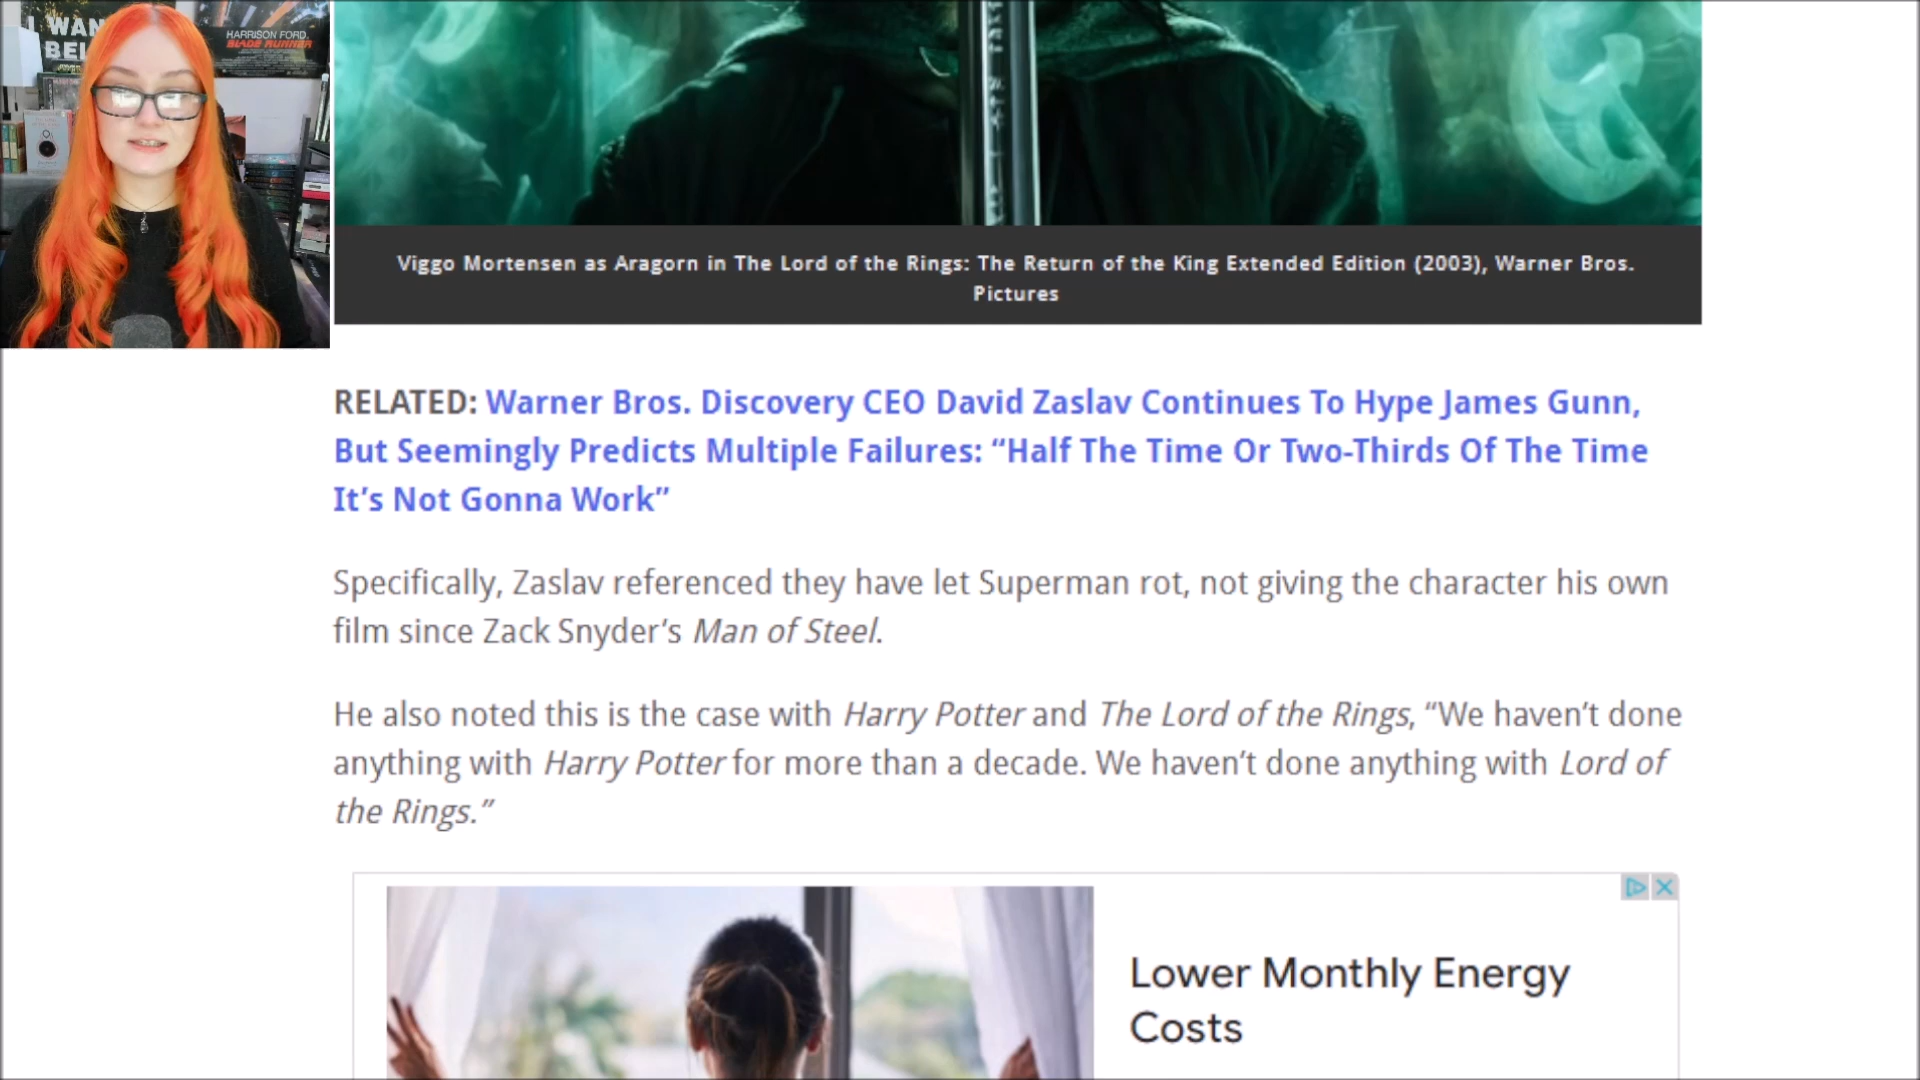 I WAN
BEL
HARRISON FORD.
BLADE RUNNER
Viggo Mortensen as Aragorn in The Lord of the Rings: The Return of the King Extended Edition (2003), Warner Bros.
Pictures
RELATED: Warner Bros. Discovery CEO David Zaslav Continues To Hype James Gunn,
But Seemingly Predicts Multiple Failures: “Half The Time Or Two-Thirds Of The Time
It’s Not Gonna Work”
Specifically, Zaslav referenced they have let Superman rot, not giving the character his own
film since Zack Snyder’s Man of Steel.
He also noted this is the case with Harry Potter and The Lord of the Rings, “We haven’t done
anything with Harry Potter for more than a decade. We haven’t done anything with Lord of
the Rings.”
Lower Monthly Energy
Costs